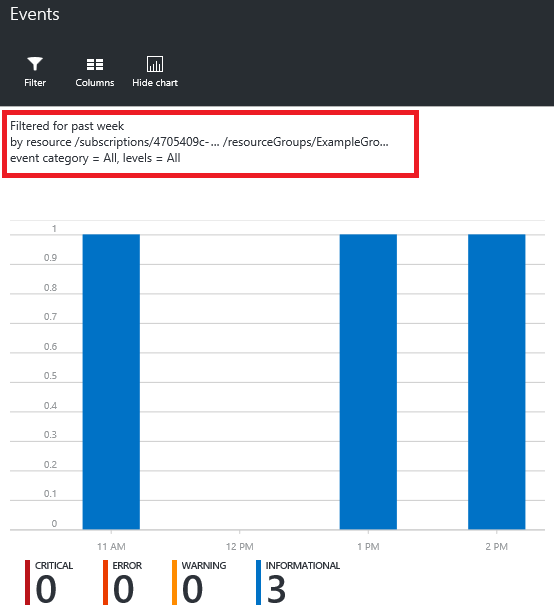 Events
Filter Columns Hide chart
Filtered for past week
by resource /subscriptions/4705409c-... /resourceGroups/ExampleGro...
event category = All, levels = All
1
0.9
0.8
0.7
0.6
0.5
0.4
0.3
0.2
0.1
0
11 AM 12 PM 1 PM 2 PM
CRITICAL ERROR WARNING INFORMATIONAL
0 0 0 3